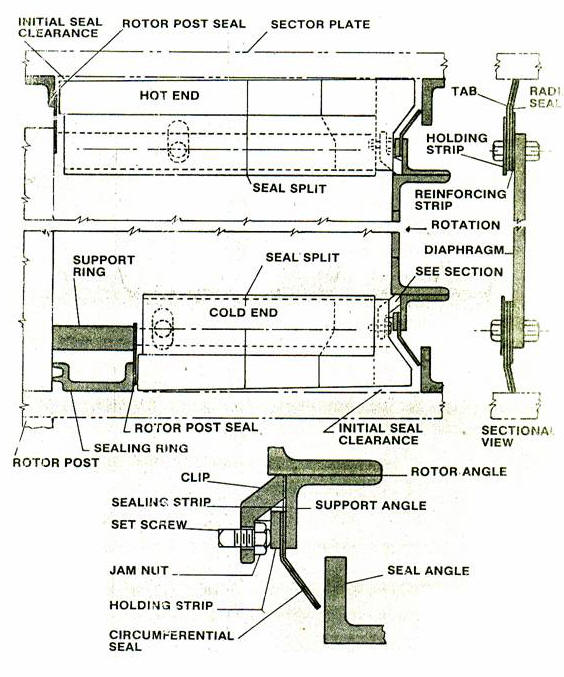 INITIAL SEAL
CLEARANCE
ROTOR POST SEAL
SECTOR PLATE
HOT END
TAB
SEAL
HOLDING
STRIP
SEAL SPLIT
REINFORCING
STRIP
ROTATION
SUPPORT
RING
SEAL SPLIT
DIAPHRAGM
SEE SECTION
COLD END
ROTOR POST SEAL
INITIAL SEAL
CLEARANCE
SECTIONAL
VIEW
SEALING RING
ROTOR POST
CLIP
ROTOR ANGLE
SEALING STRIP
SUPPORT ANGLE
SET SCREW
JAM NUT
SEAL ANGLE
HOLDING STRIP
CIRCUMFERENTIAL
SEAL